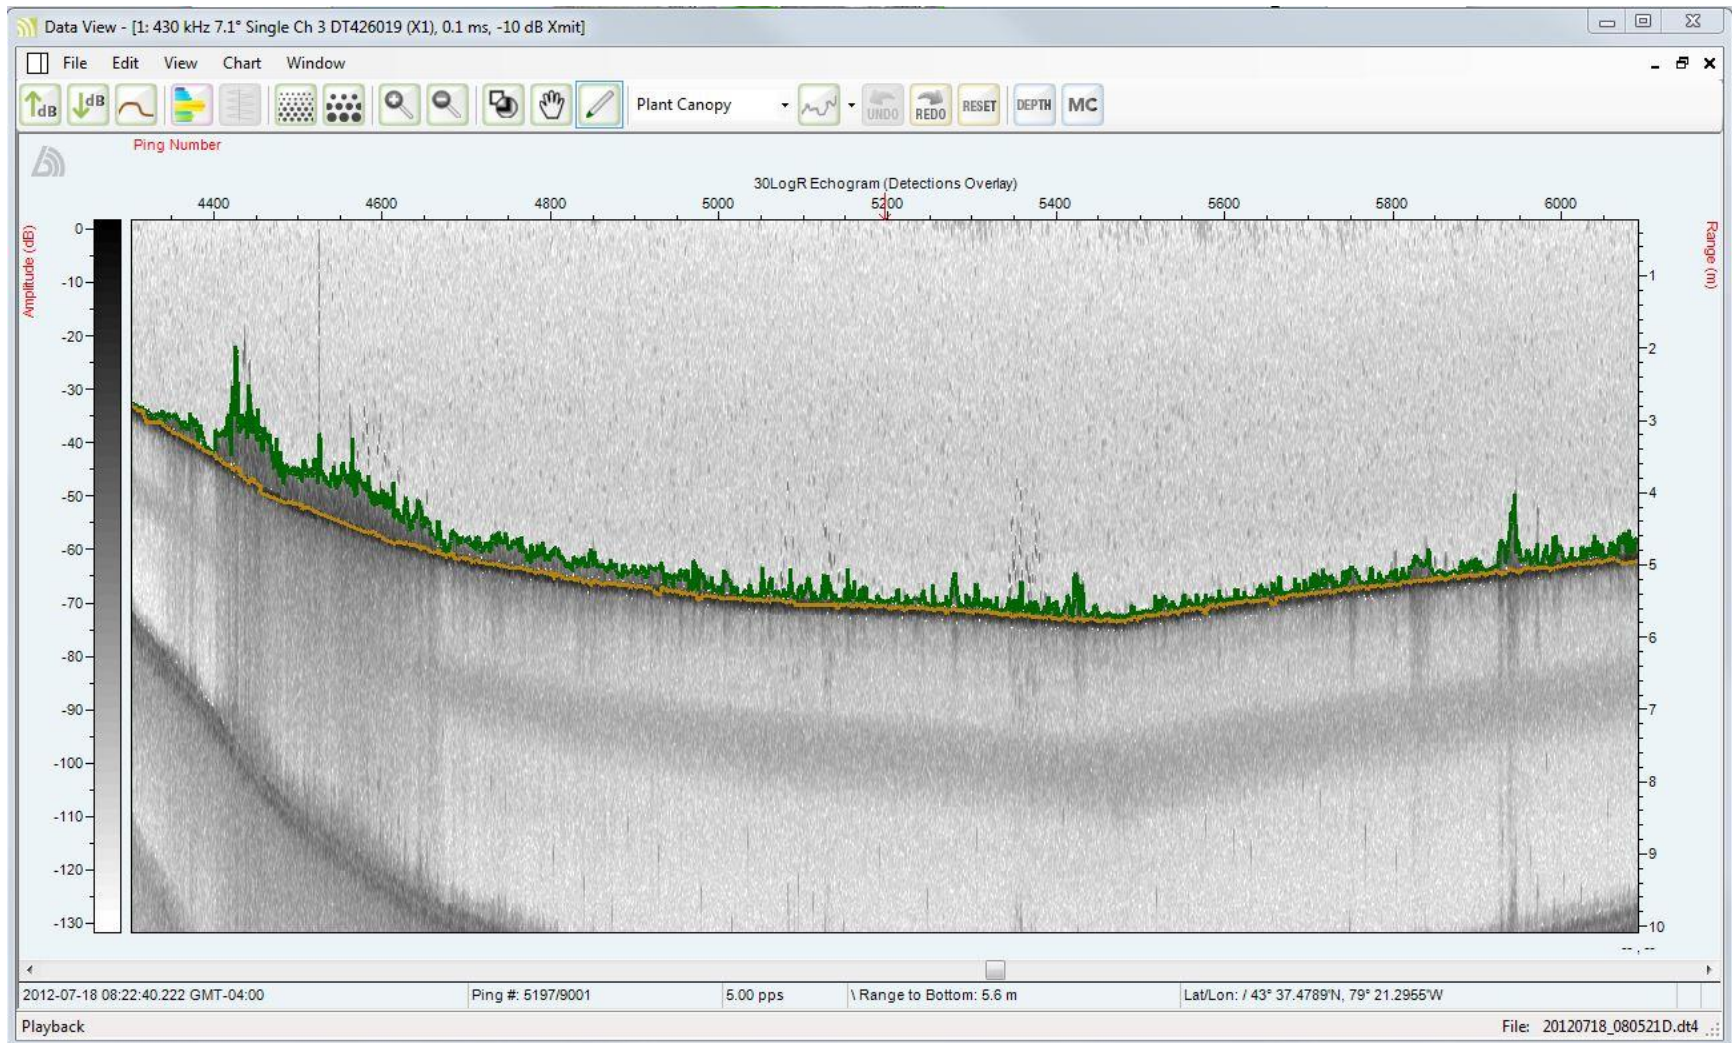 Data View - [1: 430 kHz 7.1° Single Ch 3 DT426019 (X1), 0.1 ms, -10 dB Xmit]
File Edit View Chart Window
dB dB Plant Canopy UNDO REDO RESET DEPTH MC
Ping Number
30LogR Echogram (Detections Overlay)
4400 4600 4800 5000 5200 5400 5600 5800 6000
Amplitude (dB)
0
-10
-20
-30
-40
-50
-60
-70
-80
-90
-100
-110
-120
-130
Range (m)
1
2
3
4
5
6
7
8
9
10
-- , --
2012-07-18 08:22:40.222 GMT-04:00 Ping #: 5197/9001 5.00 pps \ Range to Bottom: 5.6 m Lat/Lon: / 43° 37.4789'N, 79° 21.2955'W
Playback File: 20120718_080521D.dt4